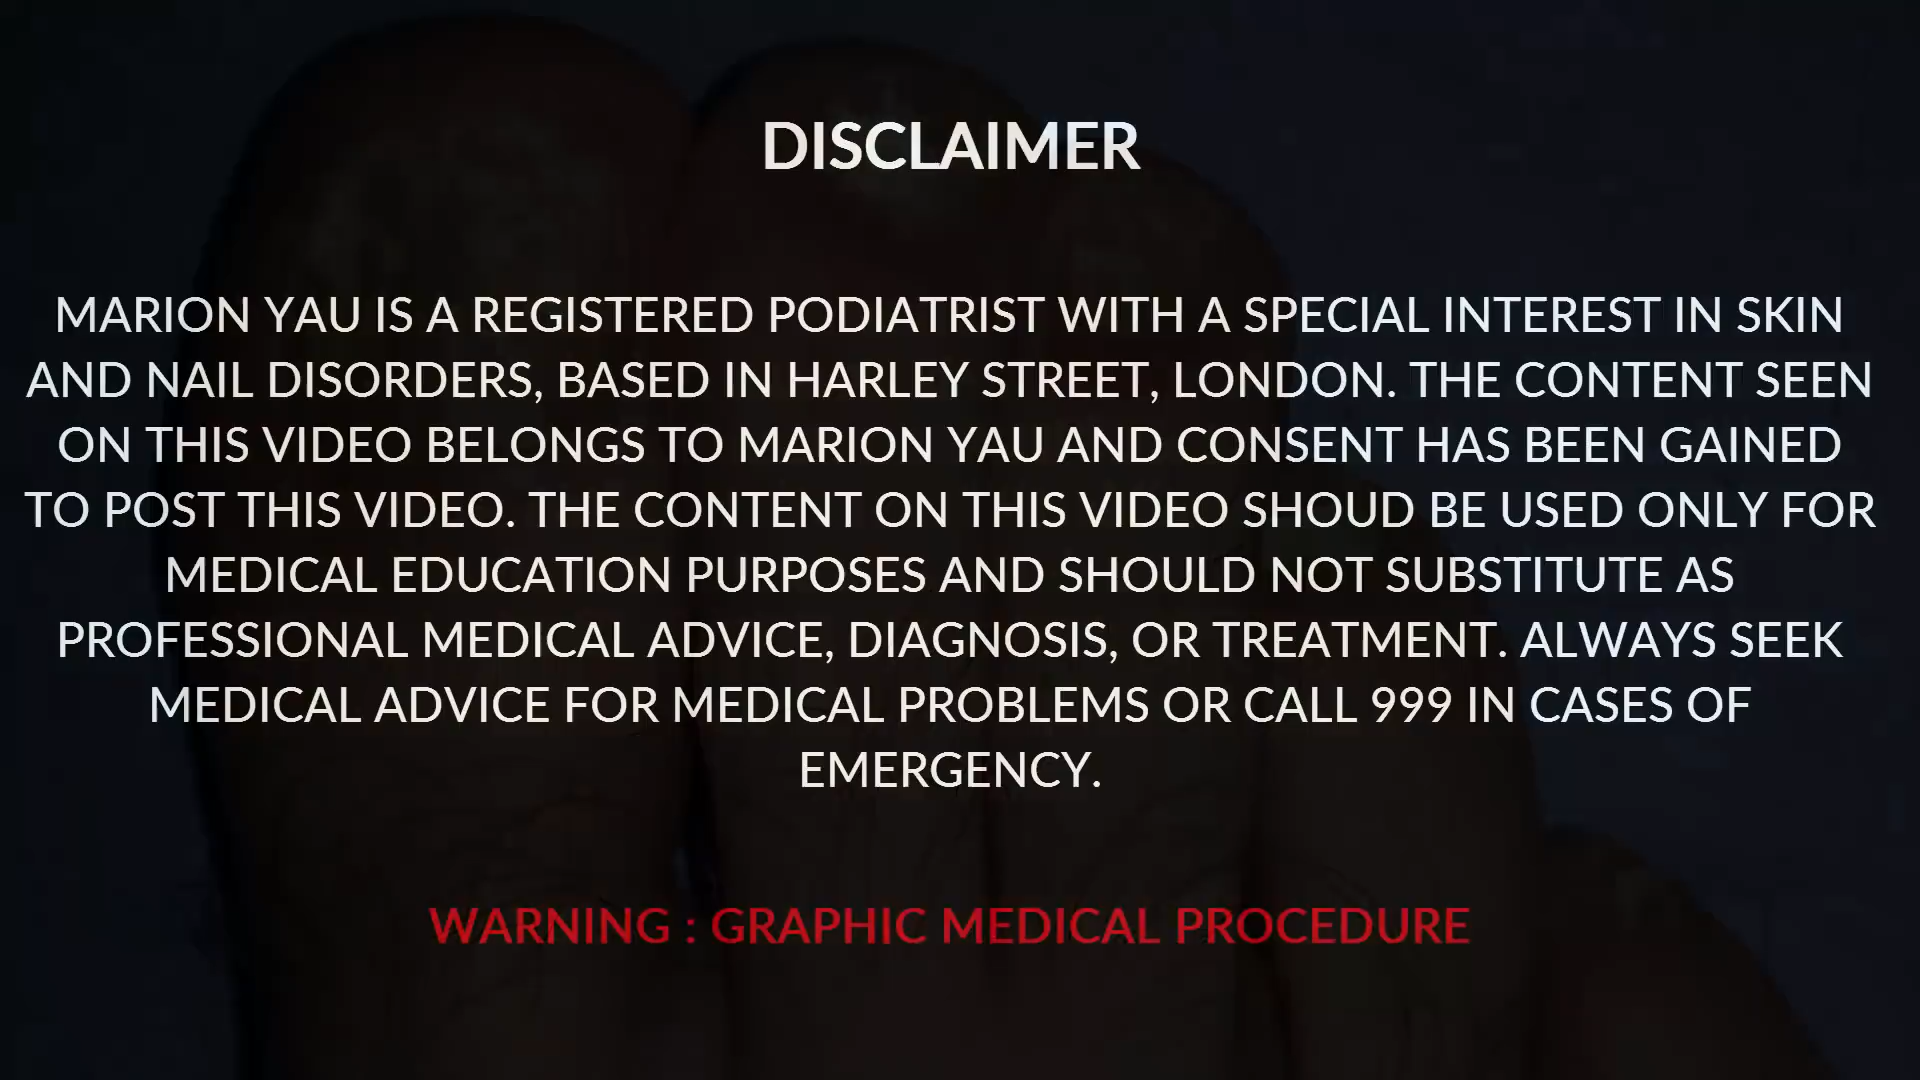 DISCLAIMER
MARION YAU IS A REGISTERED PODIATRIST WITH A SPECIAL INTEREST IN SKIN
AND NAIL DISORDERS, BASED IN HARLEY STREET, LONDON. THE CONTENT SEEN
ON THIS VIDEO BELONGS TO MARION YAU AND CONSENT HAS BEEN GAINED
TO POST THIS VIDEO. THE CONTENT ON THIS VIDEO SHOUD BE USED ONLY FOR
MEDICAL EDUCATION PURPOSES AND SHOULD NOT SUBSTITUTE AS
PROFESSIONAL MEDICAL ADVICE, DIAGNOSIS, OR TREATMENT. ALWAYS SEEK
MEDICAL ADVICE FOR MEDICAL PROBLEMS OR CALL 999 IN CASES OF
EMERGENCY.
WARNING : GRAPHIC MEDICAL PROCEDURE